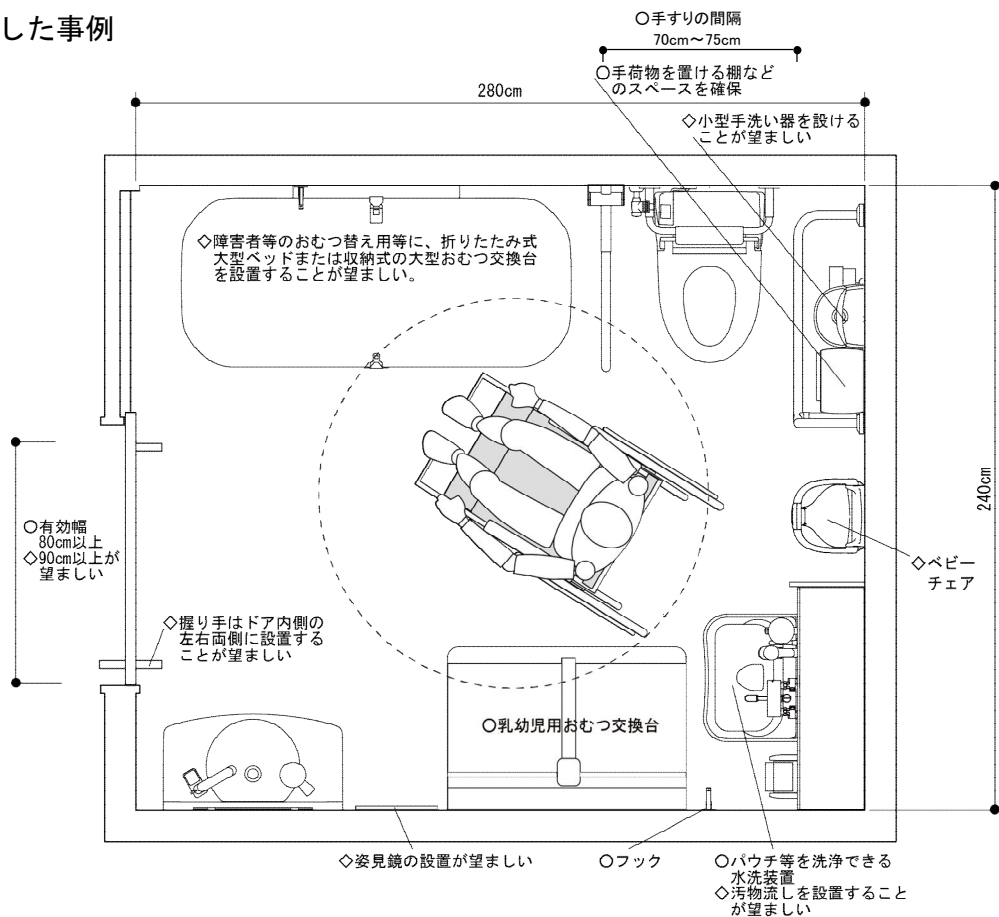 した事例
○手すりの間隔
70cm～75cm
○手荷物を置ける棚など
のスペースを確保
280cm
◇小型手洗い器を設ける
ことが望ましい
◇障害者等のおむつ替え用等に、折りたたみ式
大型ベッドまたは収納式の大型おむつ交換台
を設置することが望ましい。
240cm
○有効幅
80cm以上
◇90cm以上が
望ましい
◇ベビー
チェア
◇握り手はドア内側の
左右両側に設置する
ことが望ましい
○乳幼児用おむつ交換台
◇姿見鏡の設置が望ましい
○フック
○パウチ等を洗浄できる
水洗装置
◇汚物流しを設置すること
が望ましい